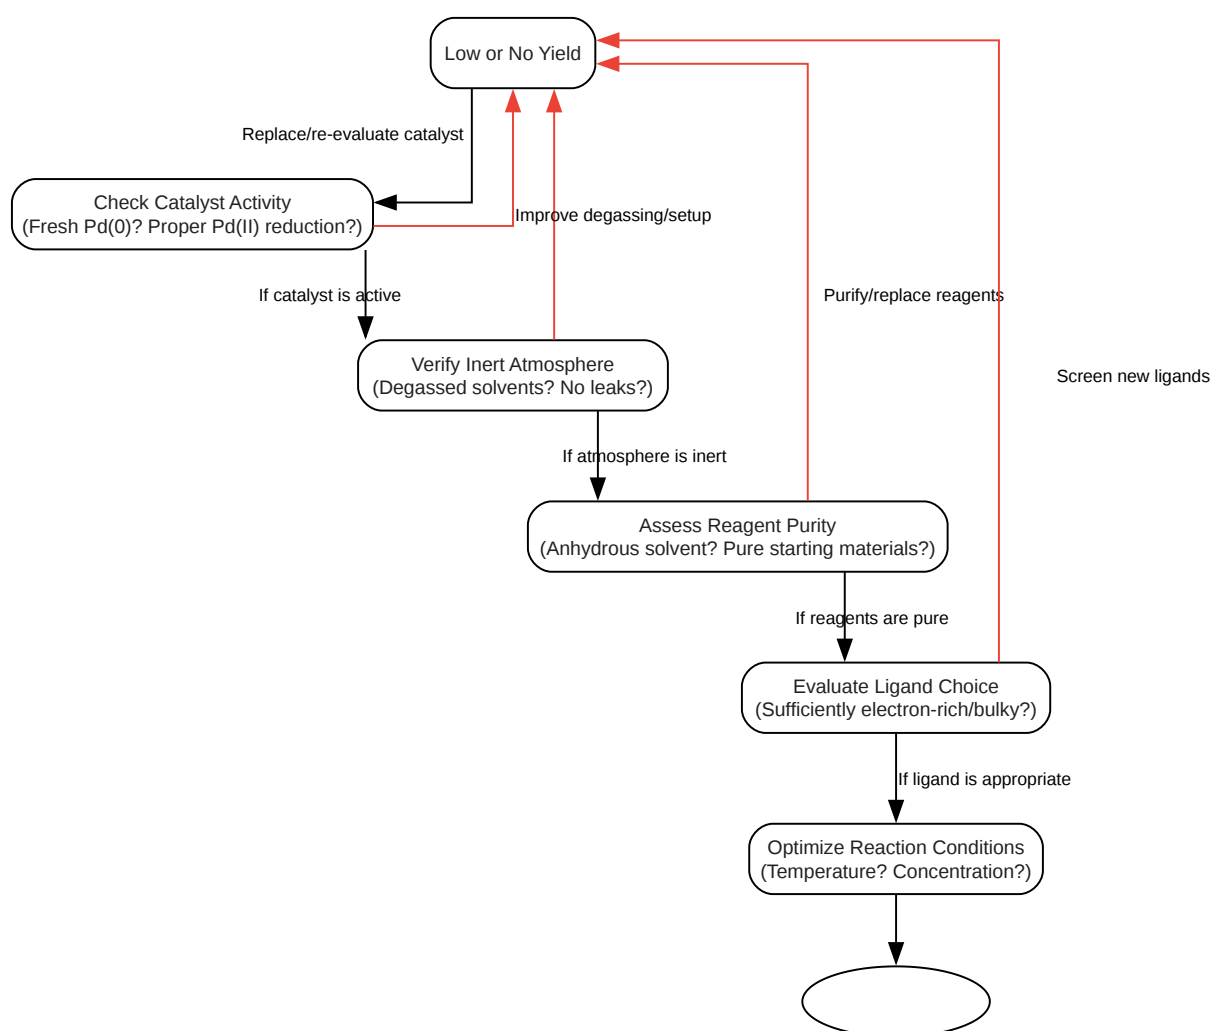 Low or No Yield
Replace/re-evaluate catalyst
Check Catalyst Activity
(Fresh Pd(0)? Proper Pd(II) reduction?)
Improve degassing/setup
If catalyst is active
Purify/replace reagents
Verify Inert Atmosphere
(Degassed solvents? No leaks?)
Screen new ligands
If atmosphere is inert
Assess Reagent Purity
(Anhydrous solvent? Pure starting materials?)
If reagents are pure
Evaluate Ligand Choice
(Sufficiently electron-rich/bulky?)
If ligand is appropriate
Optimize Reaction Conditions
(Temperature? Concentration?)